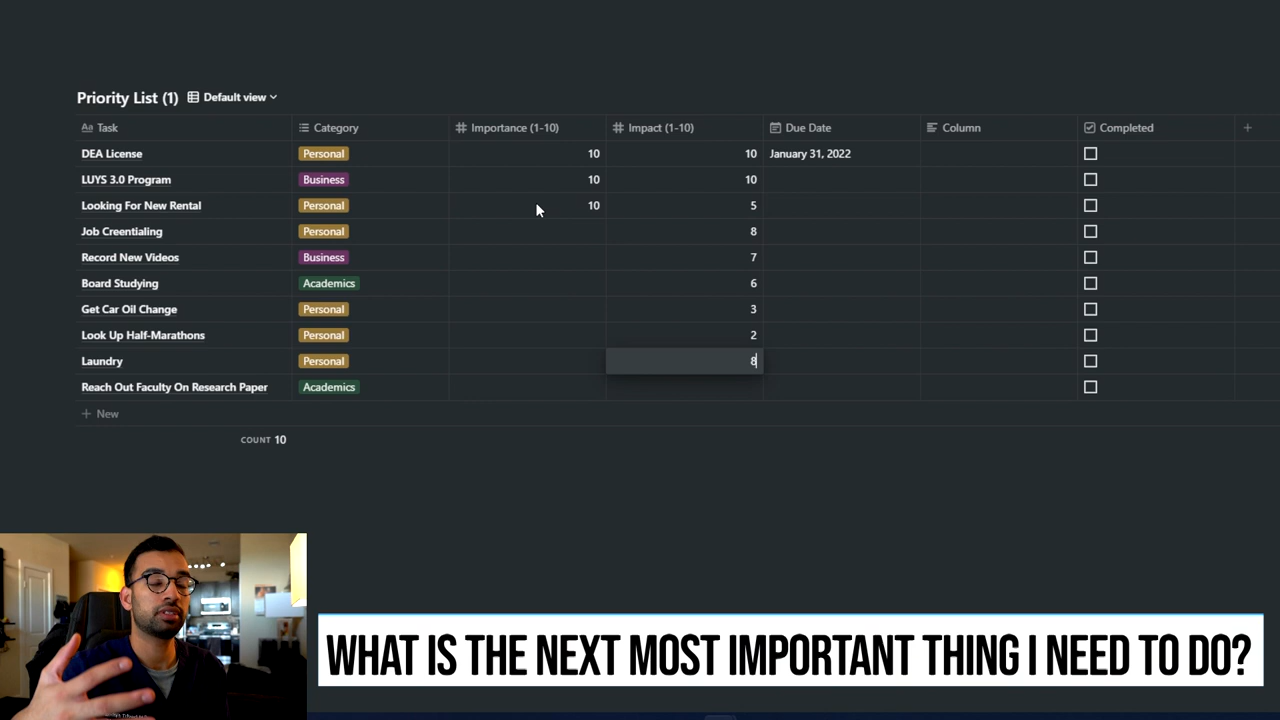 Priority List (1) Default view
Aa Task Category # Importance (1-10) # Impact (1-10) Due Date Column Completed +
DEA License Personal 10 10 January 31, 2022
LUYS 3.0 Program Business 10 10
Looking For New Rental Personal 10 5
Job Creentialing Personal 8
Record New Videos Business 7
Board Studying Academics 6
Get Car Oil Change Personal 3
Look Up Half-Marathons Personal 2
Laundry Personal 8
Reach Out Faculty On Research Paper Academics
+ New
COUNT 10
WHAT IS THE NEXT MOST IMPORTANT THING I NEED TO DO?